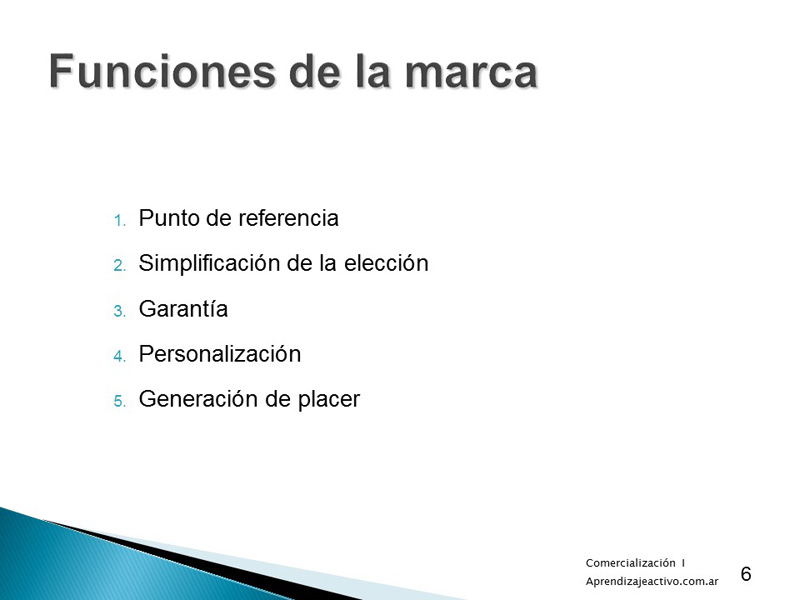 Funciones de la marca
1. Punto de referencia
2. Simplificación de la elección
3. Garantía
4. Personalización
5. Generación de placer
Comercialización I
Aprendizajeactivo.com.ar
6